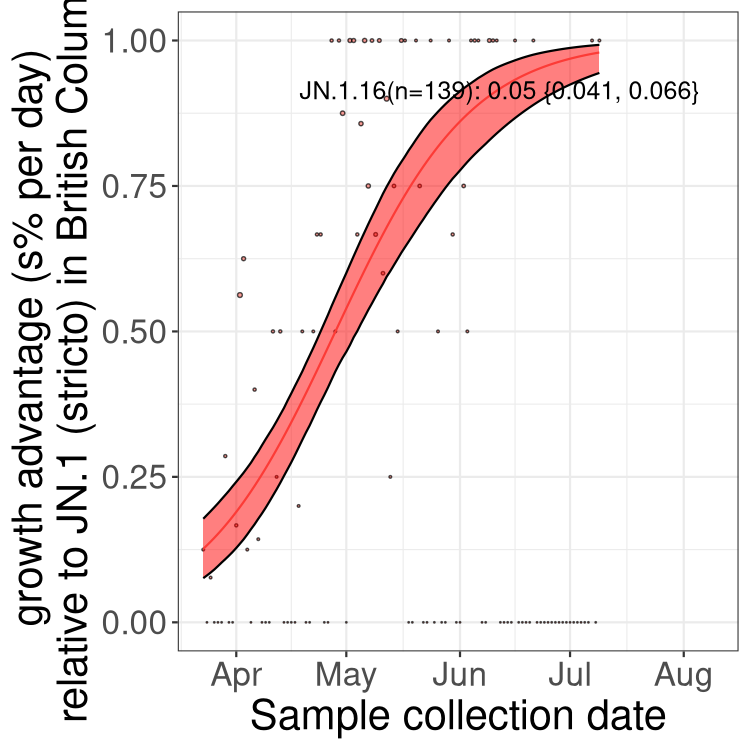 growth advantage (s% per day)
relative to JN.1 (stricto) in British Colum
1.00
0.75
0.50
0.25
0.00
JN.1.16(n=139): 0.05 {0.041, 0.066}
Apr May Jun Jul Aug
Sample collection date